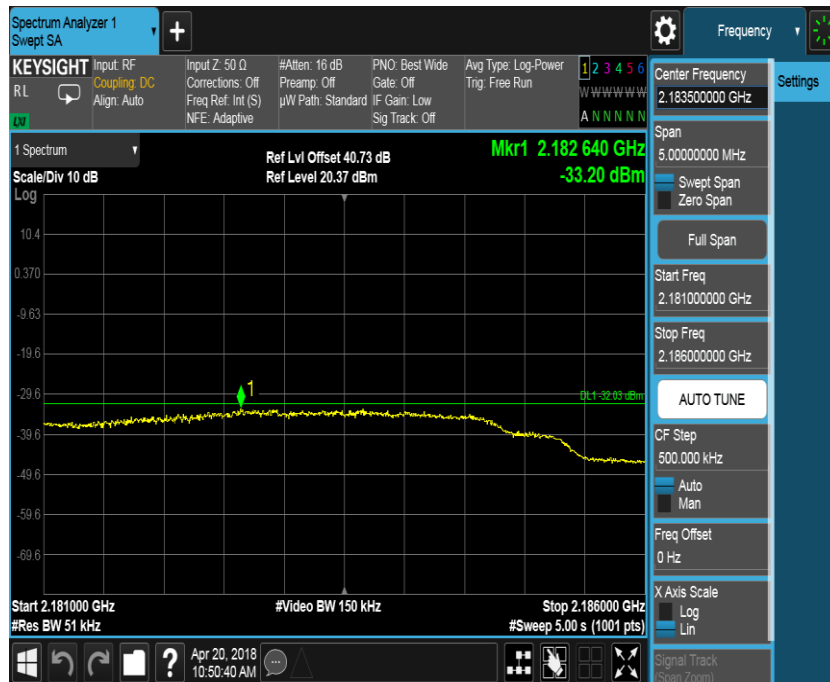 Spectrum Analyzer 1
Swept SA
+
Frequency
KEYSIGHT
RL
LXI
Input: RF
Coupling: DC
Align: Auto
Input Z: 50 Ω
Corrections: Off
Freq Ref: Int (S)
NFE: Adaptive
#Atten: 16 dB
Preamp: Off
µW Path: Standard
PNO: Best Wide
Gate: Off
IF Gain: Low
Sig Track: Off
Avg Type: Log-Power
Trig: Free Run
1 2 3 4 5 6
W W W W W W
A N N N N N
1 Spectrum
Scale/Div 10 dB
Log
Ref Lvl Offset 40.73 dB
Ref Level 20.37 dBm
Mkr1 2.182 640 GHz
-33.20 dBm
10.4
0.370
-9.63
-19.6
-29.6
-39.6
-49.6
-59.6
-69.6
1
DL1 -32.03 dBm
Start 2.181000 GHz
#Res BW 51 kHz
#Video BW 150 kHz
Stop 2.186000 GHz
#Sweep 5.00 s (1001 pts)
?
Apr 20, 2018
10:50:40 AM
Center Frequency
2.183500000 GHz
Settings
Span
5.00000000 MHz
Swept Span
Zero Span
Full Span
Start Freq
2.181000000 GHz
Stop Freq
2.186000000 GHz
AUTO TUNE
CF Step
500.000 kHz
Auto
Man
Freq Offset
0 Hz
X Axis Scale
Log
Lin
Signal Track
(Span Zoom)